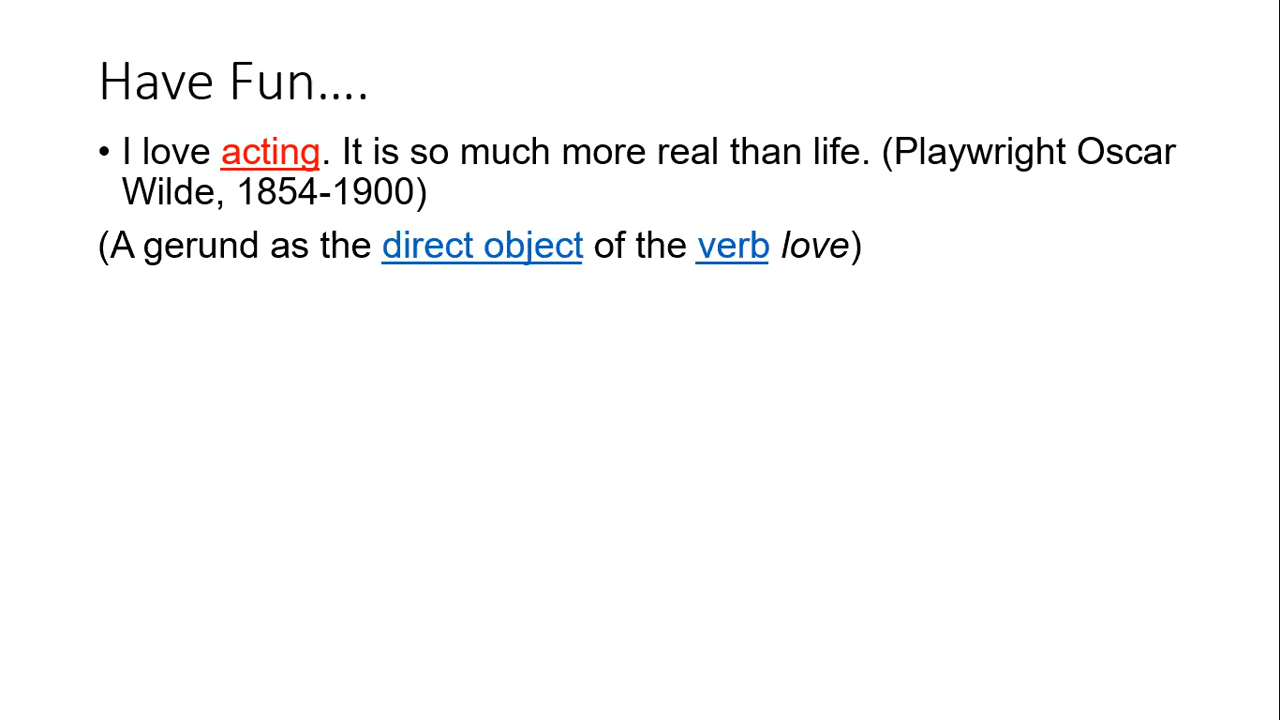 Have Fun....
• I love acting. It is so much more real than life. (Playwright Oscar
Wilde, 1854-1900)
(A gerund as the direct object of the verb love)